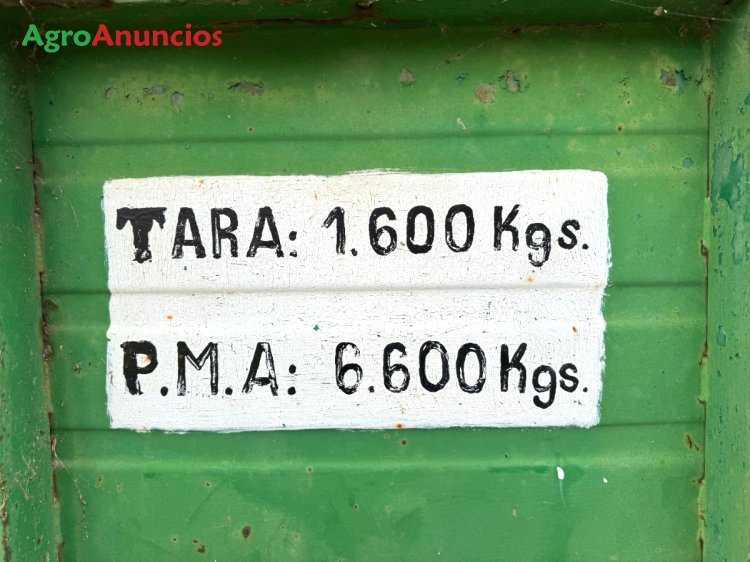 AgroAnuncios
TARA: 1.600 Kgs.
P.M.A: 6.600 Kgs.